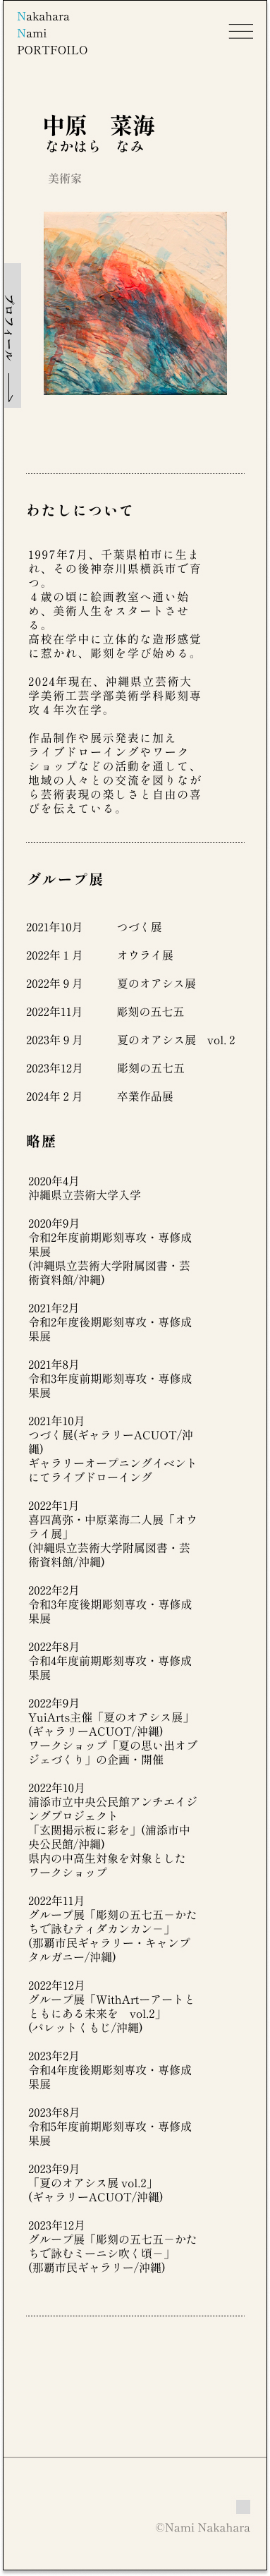 Nakahara
Nami
PORTFOILO
中原　菜海
なかはら　なみ
美術家
プロフィール
わたしについて
1997年7月、千葉県柏市に生ま
れ、その後神奈川県横浜市で育
つ。
４歳の頃に絵画教室へ通い始
め、美術人生をスタートさせ
る。
高校在学中に立体的な造形感覚
に惹かれ、彫刻を学び始める。
2024年現在、沖縄県立芸術大
学美術工芸学部美術学科彫刻専
攻４年次在学。
作品制作や展示発表に加え
ライブドローイングやワーク
ショップなどの活動を通して、
地域の人々との交流を図りなが
ら芸術表現の楽しさと自由の喜
びを伝えている。
グループ展
2021年10月　つづく展
2022年１月　オウライ展
2022年９月　夏のオアシス展
2022年11月　彫刻の五七五
2023年９月　夏のオアシス展　vol. 2
2023年12月　彫刻の五七五
2024年２月　卒業作品展
略歴
2020年4月
沖縄県立芸術大学入学
2020年9月
令和2年度前期彫刻専攻・専修成
果展
(沖縄県立芸術大学附属図書・芸
術資料館/沖縄)
2021年2月
令和2年度後期彫刻専攻・専修成
果展
2021年8月
令和3年度前期彫刻専攻・専修成
果展
2021年10月
つづく展(ギャラリーACUOT/沖
縄)
ギャラリーオープニングイベント
にてライブドローイング
2022年1月
喜四萬弥・中原菜海二人展「オウ
ライ展」
(沖縄県立芸術大学附属図書・芸
術資料館/沖縄)
2022年2月
令和3年度後期彫刻専攻・専修成
果展
2022年8月
令和4年度前期彫刻専攻・専修成
果展
2022年9月
YuiArts主催「夏のオアシス展」
(ギャラリーACUOT/沖縄)
ワークショップ「夏の思い出オブ
ジェづくり」の企画・開催
2022年10月
浦添市立中央公民館アンチエイジ
ングプロジェクト
「玄関掲示板に彩を」(浦添市中
央公民館/沖縄)
県内の中高生対象を対象とした
ワークショップ
2022年11月
グループ展「彫刻の五七五－かた
ちで詠むティダカンカン－」
(那覇市民ギャラリー・キャンプ
タルガニー/沖縄)
2022年12月
グループ展「WithArtーアートと
ともにある未来を　vol.2」
(パレットくもじ/沖縄)
2023年2月
令和4年度後期彫刻専攻・専修成
果展
2023年8月
令和5年度前期彫刻専攻・専修成
果展
2023年9月
「夏のオアシス展 vol.2」
(ギャラリーACUOT/沖縄)
2023年12月
グループ展「彫刻の五七五－かた
ちで詠むミーニシ吹く頃－」
(那覇市民ギャラリー/沖縄)
©Nami Nakahara